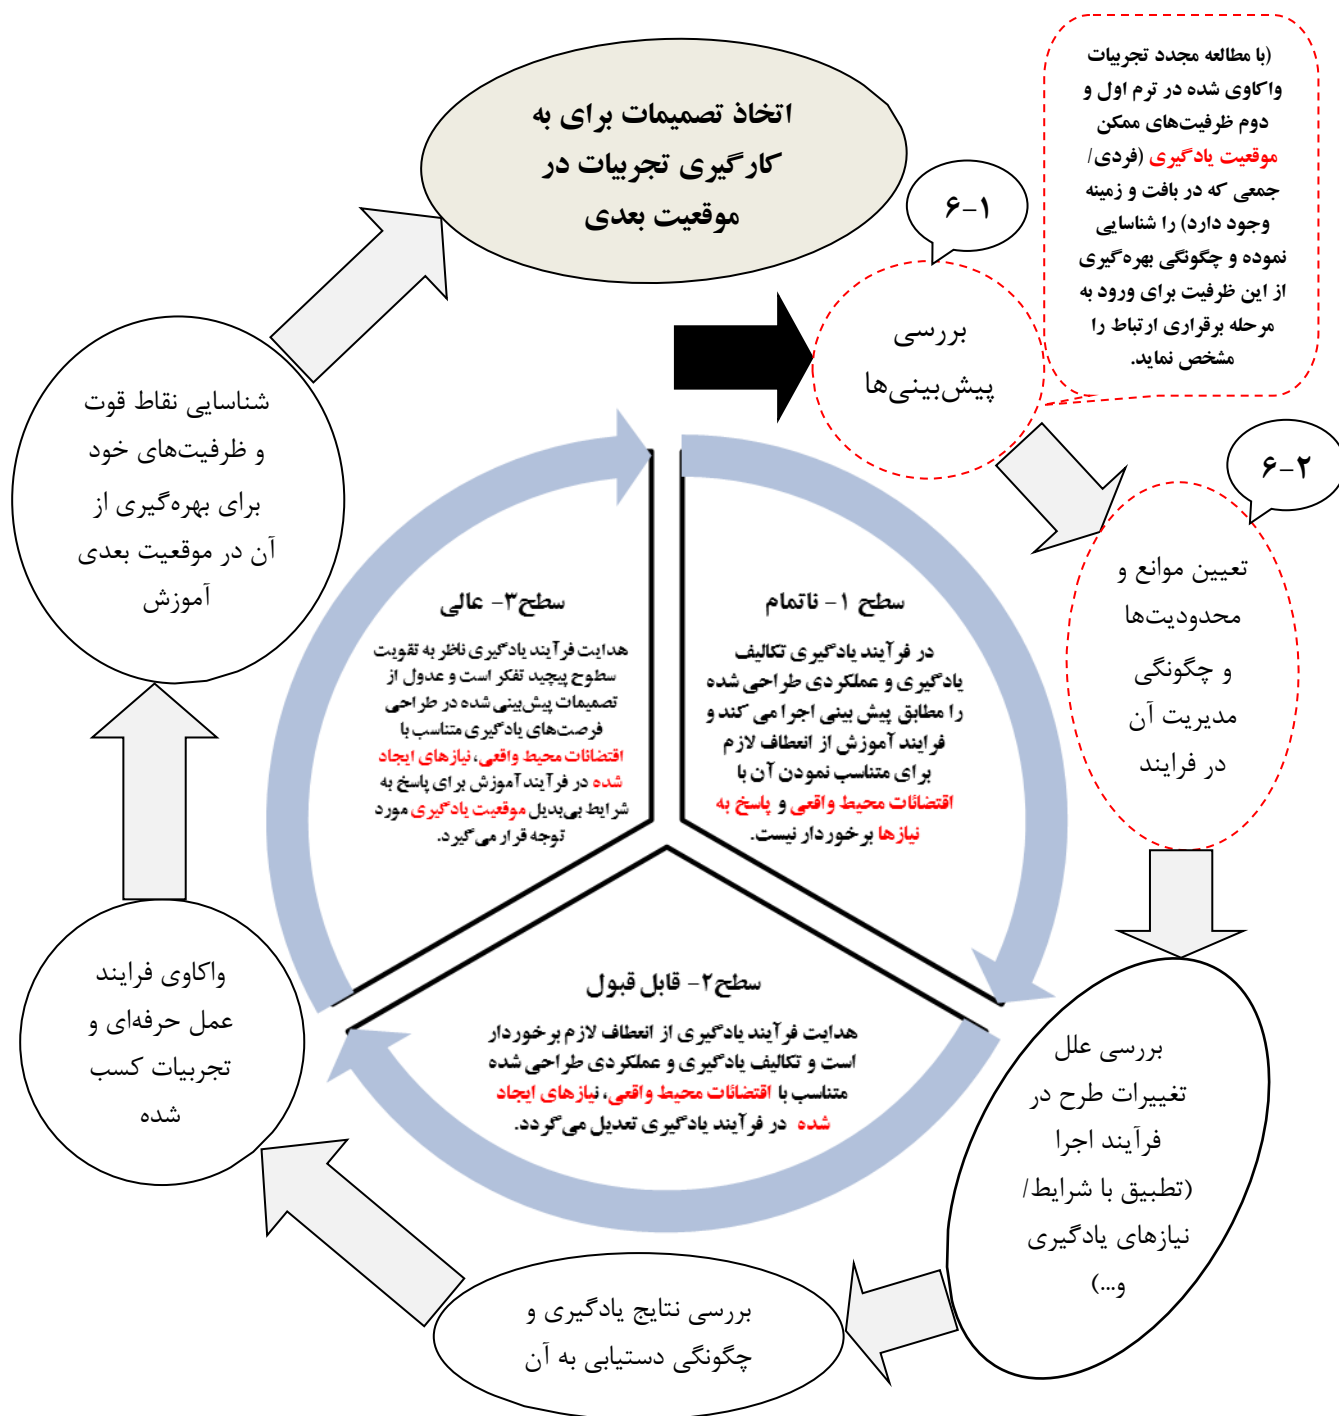 اتخاذ تصمیمات برای به
کارگیری تجربیات در
موقعیت بعدی
(با مطالعه مجدد تجربیات
واکاوی شده در ترم اول و
دوم ظرفیت‌های ممکن
موقعیت یادگیری (فردی/
جمعی که در بافت و زمینه
وجود دارد) را شناسایی
نموده و چگونگی بهره‌گیری
از این ظرفیت برای ورود به
مرحله برقراری ارتباط را
مشخص نماید.
۶-۱
بررسی
پیش‌بینی‌ها
۶-۲
تعیین موانع و
محدودیت‌ها
و چگونگی
مدیریت آن
در فرایند
بررسی علل
تغییرات طرح در
فرآیند اجرا
(تطبیق با شرایط/
نیازهای یادگیری
و...)
بررسی نتایج یادگیری و
چگونگی دستیابی به آن
واکاوی فرایند
عمل حرفه‌ای و
تجربیات کسب
شده
شناسایی نقاط قوت
و ظرفیت‌های خود
برای بهره‌گیری از
آن در موقعیت بعدی
آموزش
سطح ۱- ناتمام
در فرآیند یادگیری تکالیف
یادگیری و عملکردی طراحی شده
را مطابق پیش بینی اجرا می کند و
فرایند آموزش از انعطاف لازم
برای متناسب نمودن آن با
اقتضائات محیط واقعی و پاسخ به
نیازها برخوردار نیست.
سطح۲- قابل قبول
هدایت فرآیند یادگیری از انعطاف لازم برخوردار
است و تکالیف یادگیری و عملکردی طراحی شده
متناسب با اقتضائات محیط واقعی، نیازهای ایجاد
شده در فرآیند یادگیری تعدیل می‌گردد.
سطح۳- عالی
هدایت فرآیند یادگیری ناظر به تقویت
سطوح پیچید تفکر است و عدول از
تصمیمات پیش‌بینی شده در طراحی
فرصت‌های یادگیری متناسب با
اقتضائات محیط واقعی، نیازهای ایجاد
شده در فرآیند آموزش برای پاسخ به
شرایط بی‌بدیل موقعیت یادگیری مورد
توجه قرار می‌گیرد.